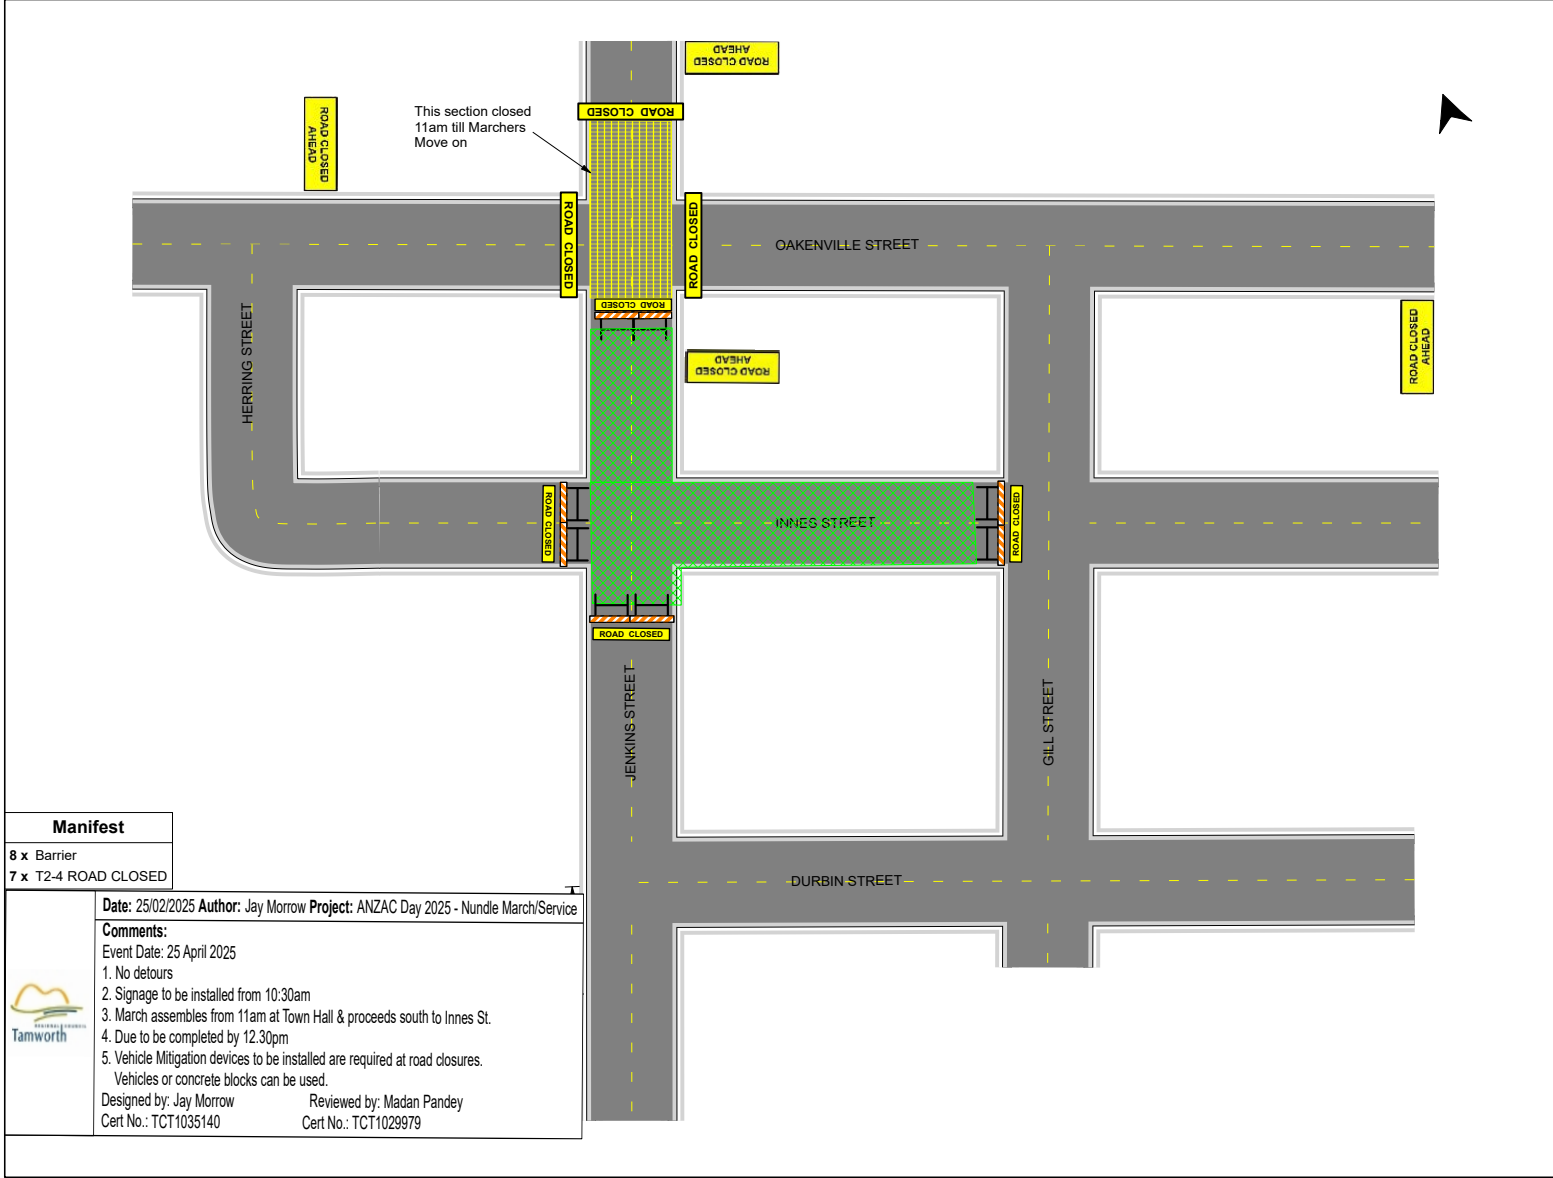 ROAD CLOSED
AHEAD
ROAD CLOSED
AHEAD
This section closed
11am till Marchers
Move on
ROAD CLOSED
ROAD CLOSED
ROAD CLOSED
OAKENVILLE STREET
ROAD CLOSED
HERRING STREET
ROAD CLOSED
AHEAD
ROAD CLOSED
AHEAD
ROAD CLOSED
INNES STREET
ROAD CLOSED
ROAD CLOSED
JENKINS STREET
GILL STREET
DURBIN STREET
Manifest
8 x Barrier
7 x T2-4 ROAD CLOSED
Date: 25/02/2025 Author: Jay Morrow Project: ANZAC Day 2025 - Nundle March/Service
Comments:
Event Date: 25 April 2025
1. No detours
2. Signage to be installed from 10:30am
3. March assembles from 11am at Town Hall & proceeds south to Innes St.
4. Due to be completed by 12.30pm
5. Vehicle Mitigation devices to be installed are required at road closures.
Vehicles or concrete blocks can be used.
Designed by: Jay Morrow Reviewed by: Madan Pandey
Cert No.: TCT1035140 Cert No.: TCT1029979
REGIONAL COUNCIL
Tamworth